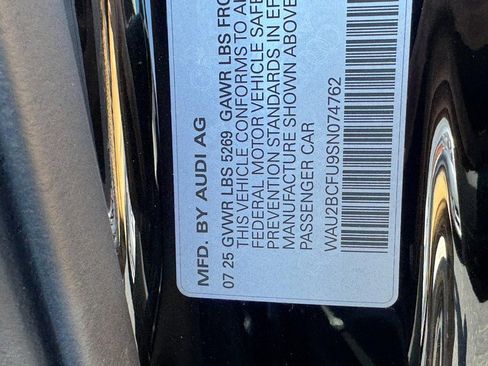 MFD. BY AUDI AG
07 25 GVWR LBS 5269 GAWR LBS FRO
THIS VEHICLE CONFORMS TO A
FEDERAL MOTOR VEHICLE SAFE
PREVENTION STANDARDS IN EF
MANUFACTURE SHOWN ABOVE
PASSENGER CAR
WAU2BCFU9SN074762